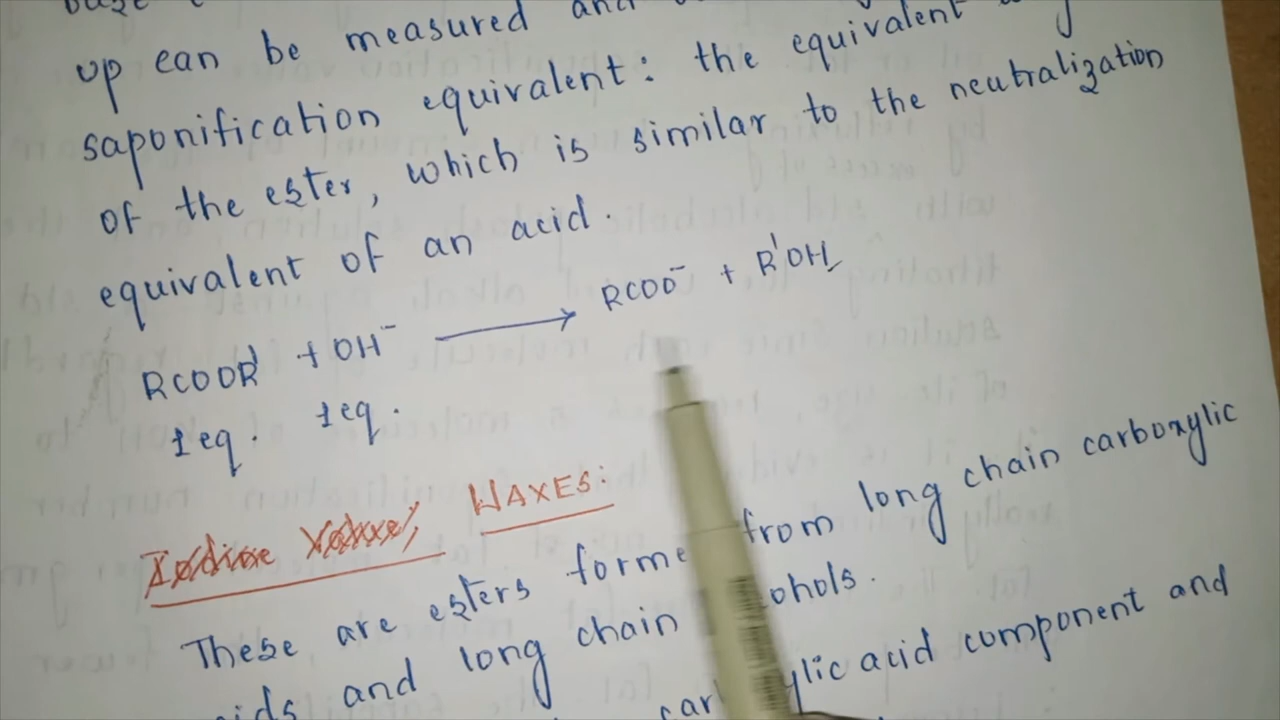 up can be measured and
saponification equivalent: the equivalent
of the ester, which is similar to the neutralization
equivalent of an acid.
RCOOR' + OH⁻ ⟶ RCOO⁻ + R'OH
1eq. 1eq.
WAXES:
These are esters forme from long chain carboxylic
and long chain ohols.
acid component and